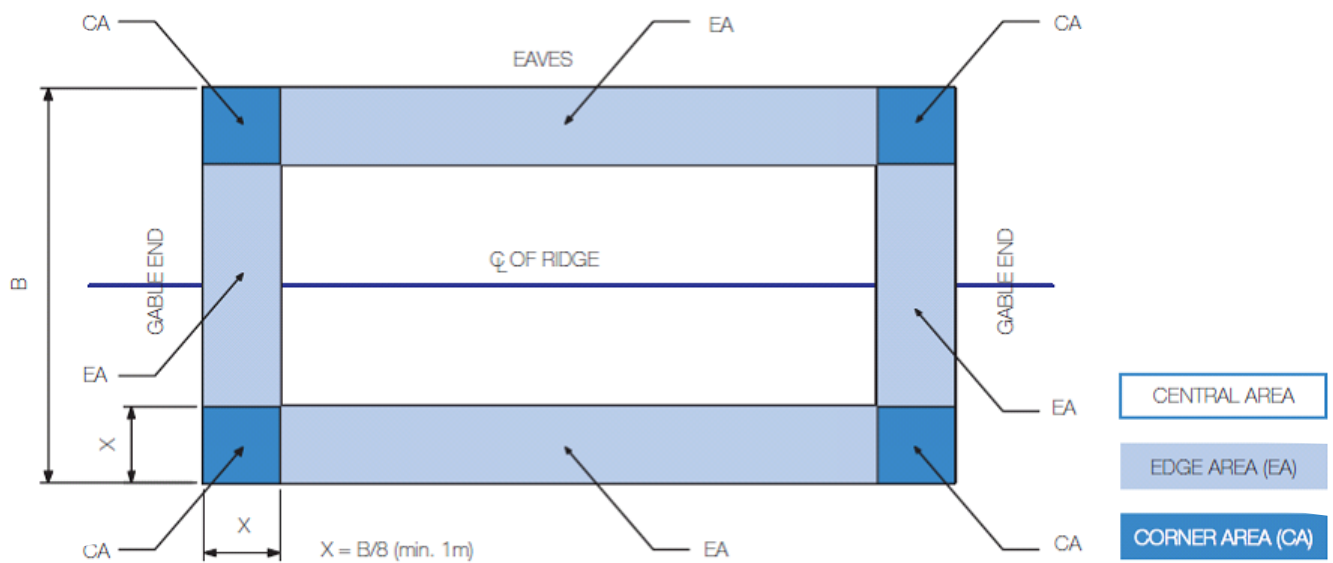 CA
EA
CA
EAVES
B
GABLE END
℄ OF RIDGE
GABLE END
EA
EA
CENTRAL AREA
X
EDGE AREA (EA)
X
X = B/8 (min. 1m)
CA
EA
CA
CORNER AREA (CA)